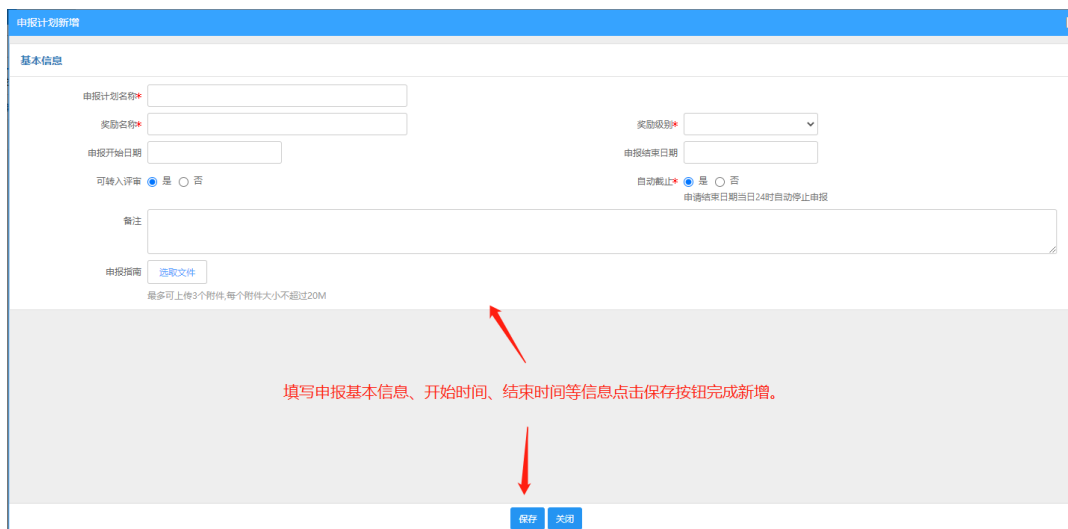 申报计划新增
基本信息
申报计划名称*
奖励名称* 奖励级别*
申报开始日期 申报结束日期
可转入评审 是 否 自动截止* 是 否
申请结束日期当日24时自动停止申报
备注
申报指南 选取文件
最多可上传3个附件,每个附件大小不超过20M
填写申报基本信息、开始时间、结束时间等信息点击保存按钮完成新增。
保存 关闭